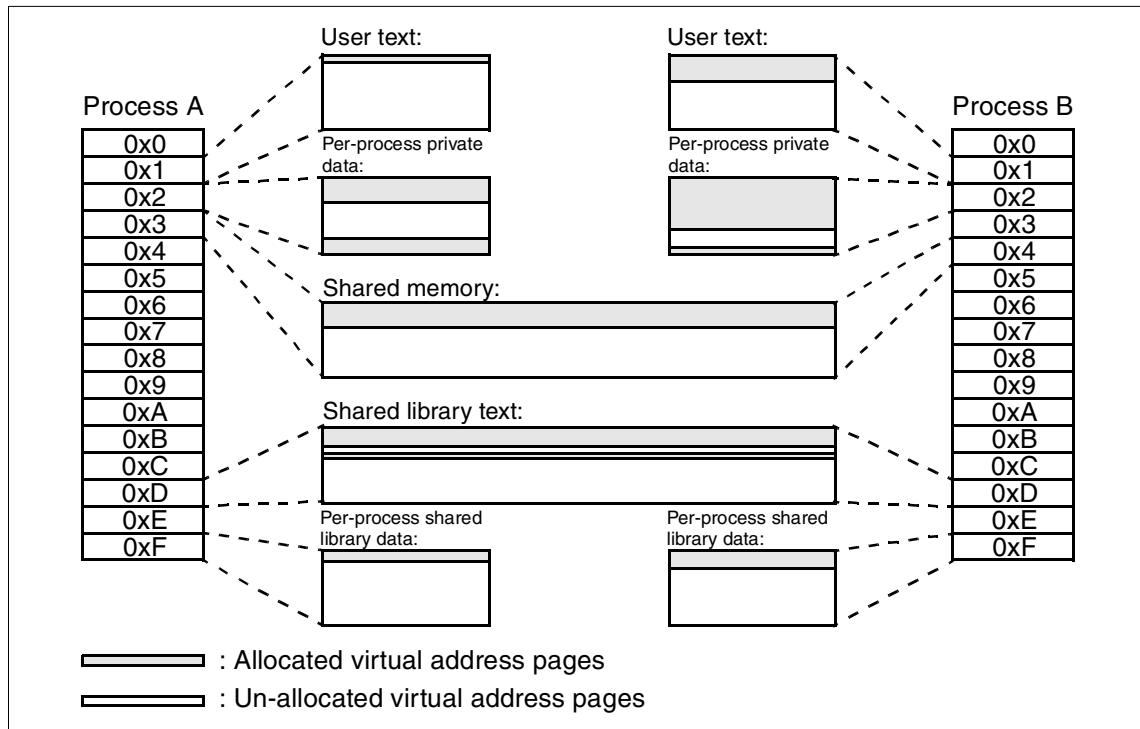 User text:
User text:
Process A
Process B
0x0
0x1
0x2
0x3
0x4
0x5
0x6
0x7
0x8
0x9
0xA
0xB
0xC
0xD
0xE
0xF
Per-process private
data:
Per-process private
data:
Shared memory:
Shared library text:
Per-process shared
library data:
Per-process shared
library data:
0x0
0x1
0x2
0x3
0x4
0x5
0x6
0x7
0x8
0x9
0xA
0xB
0xC
0xD
0xE
0xF
: Allocated virtual address pages
: Un-allocated virtual address pages